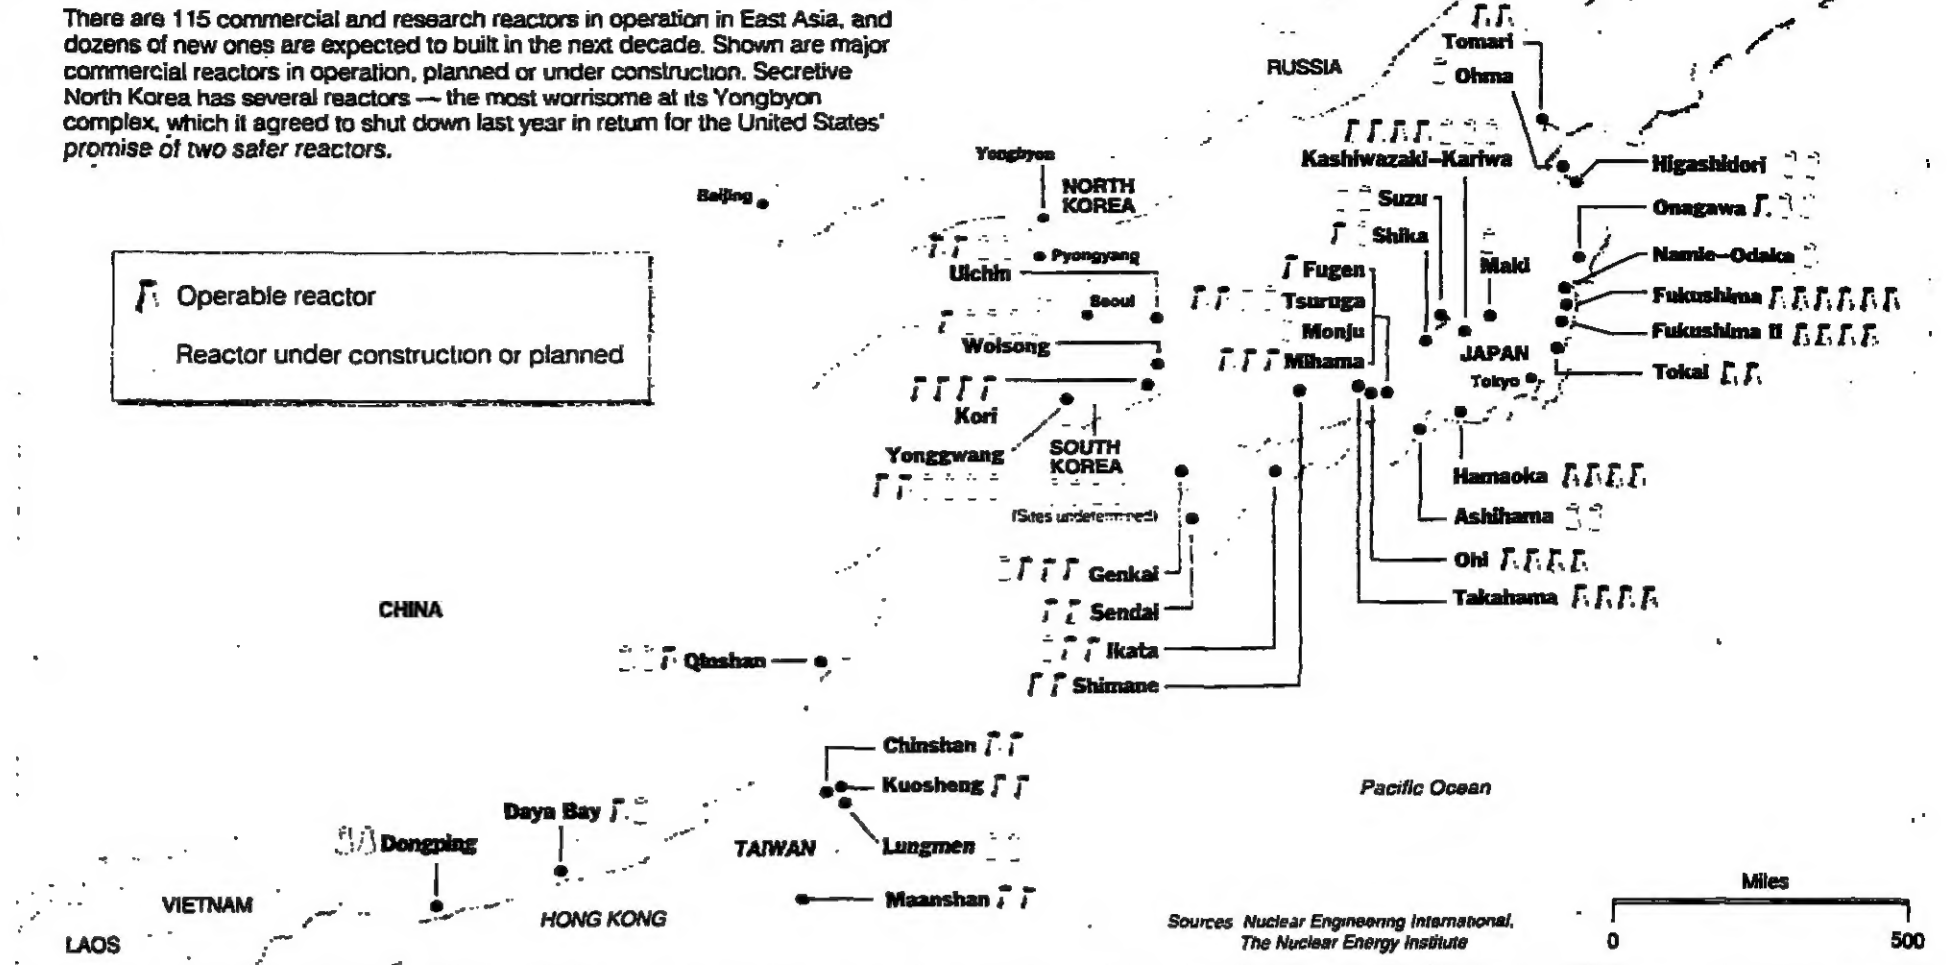 There are 115 commercial and research reactors in operation in East Asia, and
dozens of new ones are expected to built in the next decade. Shown are major
commercial reactors in operation, planned or under construction. Secretive
North Korea has several reactors — the most worrisome at its Yongbyon
complex, which it agreed to shut down last year in return for the United States'
promise of two safer reactors.
Operable reactor
Reactor under construction or planned
RUSSIA
Tomari
Ohma
Kashiwazaki–Kariwa
Higashidori
Suzu
Onagawa
Shika
Maki
Namie–Odaka
Fugen
Tsuruga
Fukushima
Monju
Fukushima II
Mihama
JAPAN
Tokyo
Tokai
Beijing
Yongbyon
NORTH
KOREA
Pyongyang
Ulchin
Seoul
Wolsong
Kori
Yonggwang
SOUTH
KOREA
(Sites undetermined)
Hamaoka
Ashihama
Ohi
Takahama
Genkai
Sendai
Ikata
Shimane
CHINA
Qinshan
Chinshan
Kuosheng
Lungmen
Maanshan
TAIWAN
Daya Bay
Dongping
HONG KONG
VIETNAM
LAOS
Pacific Ocean
Miles
0 500
Sources Nuclear Engineering International,
The Nuclear Energy Institute